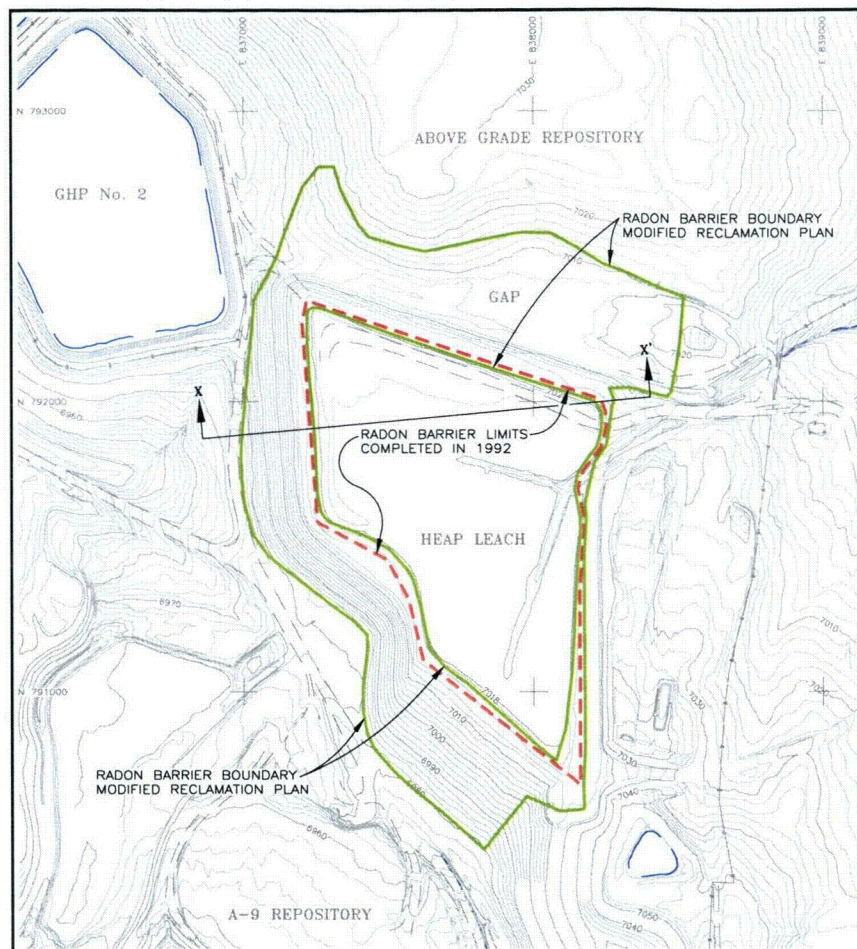 E 837000
E 838000
E 839000
N 793000
7030
ABOVE GRADE REPOSITORY
GHP No. 2
7020
RADON BARRIER BOUNDARY
MODIFIED RECLAMATION PLAN
7010
GAP
7020
X
X'
N 792000
6960
RADON BARRIER LIMITS
COMPLETED IN 1992
HEAP LEACH
6970
7010
N 791000
7018
7010
7000
6990
7030
7020
RADON BARRIER BOUNDARY
MODIFIED RECLAMATION PLAN
7030
7040
6960
A-9 REPOSITORY
7050
7040